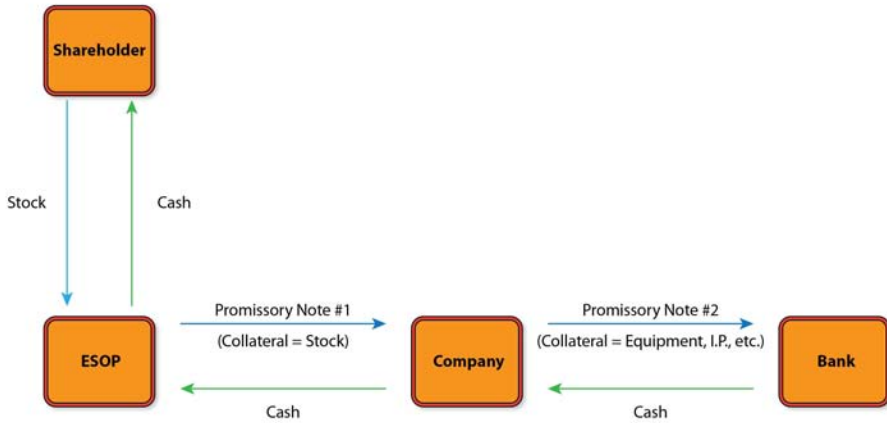 Shareholder
Stock
Cash
Promissory Note #1
Promissory Note #2
(Collateral = Stock)
(Collateral = Equipment, I.P., etc.)
ESOP
Company
Bank
Cash
Cash